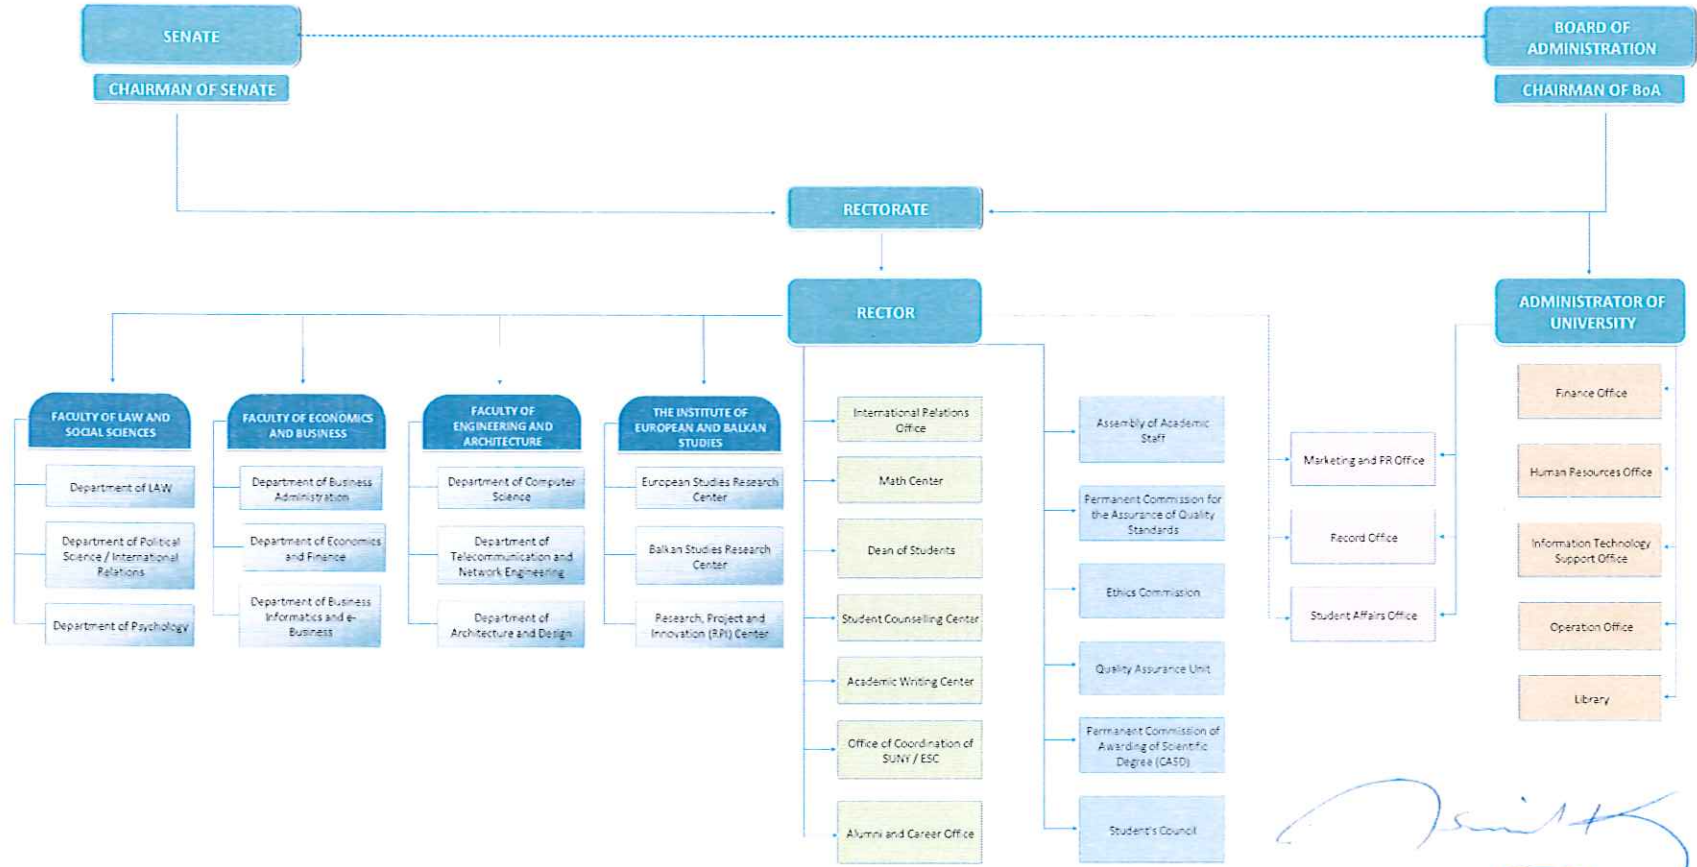 SENATE
BOARD OF
ADMINISTRATION
CHAIRMAN OF SENATE
CHAIRMAN OF BoA
RECTORATE
RECTOR
ADMINISTRATOR OF
UNIVERSITY
FACULTY OF LAW AND
SOCIAL SCIENCES
Department of LAW
Department of Political
Science / International
Relations
Department of Psychology
FACULTY OF ECONOMICS
AND BUSINESS
Department of Business
Administration
Department of Economics
and Finance
Department of Business
Informatics and e-
Business
FACULTY OF
ENGINEERING AND
ARCHITECTURE
Department of Computer
Science
Department of
Telecommunication and
Network Engineering
Department of
Architecture and Design
THE INSTITUTE OF
EUROPEAN AND BALKAN
STUDIES
European Studies Research
Center
Balkan Studies Research
Center
Research, Project and
Innovation (RPI) Center
International Relations
Office
Math Center
Dean of Students
Student Counselling Center
Academic Writing Center
Office of Coordination of
SUNY / ESC
Alumni and Career Office
Assembly of Academic
Staff
Permanent Commission for
the Assurance of Quality
Standards
Ethics Commission
Quality Assurance Unit
Permanent Commission of
Awarding of Scientific
Degree (CASD)
Student's Council
Marketing and PR Office
Record Office
Student Affairs Office
Finance Office
Human Resources Office
Information Technology
Support Office
Operation Office
Library